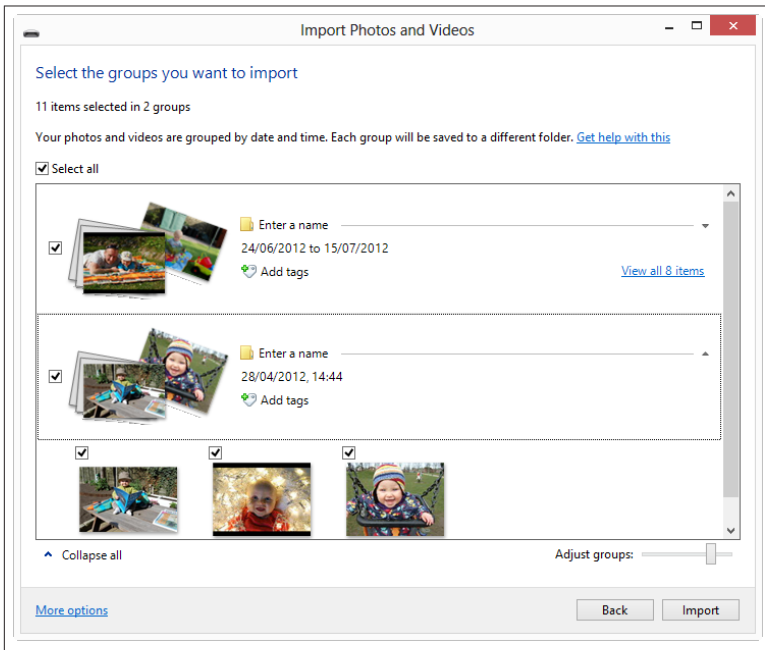 Import Photos and Videos
Select the groups you want to import
11 items selected in 2 groups
Your photos and videos are grouped by date and time. Each group will be saved to a different folder. Get help with this
Select all
Enter a name
24/06/2012 to 15/07/2012
Add tags
View all 8 items
Enter a name
28/04/2012, 14:44
Add tags
Collapse all
Adjust groups:
More options
Back
Import